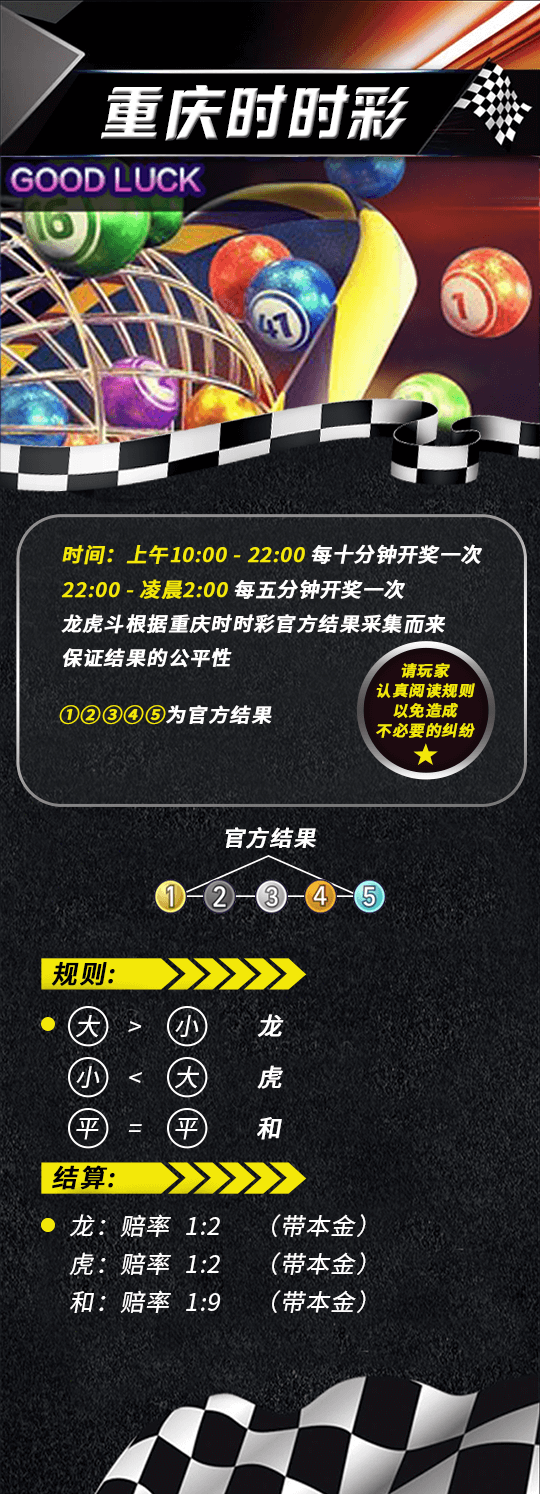 重庆时时彩
GOOD LUCK
16
41
1
时间：上午10:00 - 22:00 每十分钟开奖一次
22:00 - 凌晨2:00 每五分钟开奖一次
龙虎斗根据重庆时时彩官方结果采集而来
保证结果的公平性
①②③④⑤为官方结果
请玩家
认真阅读规则
以免造成
不必要的纠纷
官方结果
1 2 3 4 5
规则:
大 > 小 龙
小 < 大 虎
平 = 平 和
结算:
龙：赔率 1:2 （带本金）
虎：赔率 1:2 （带本金）
和：赔率 1:9 （带本金）